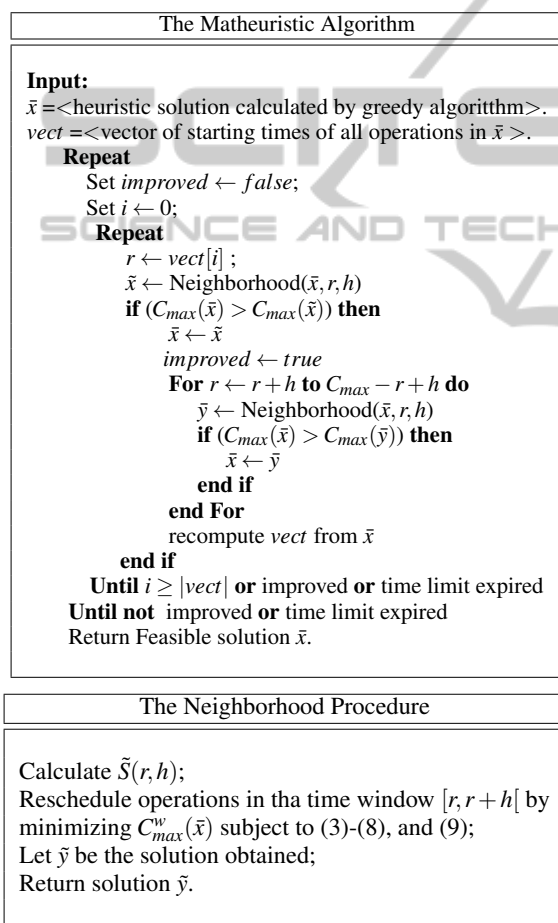 The Matheuristic Algorithm
Input:
x̄ =<heuristic solution calculated by greedy algoritthm>.
vect =<vector of starting times of all operations in x̄ >.
Repeat
Set improved ← false;
Set i ← 0;
Repeat
r ← vect[i] ;
x̃ ← Neighborhood(x̄,r,h)
if (Cmax(x̄) > Cmax(x̃)) then
x̄ ← x̃
improved ← true
For r ← r+h to Cmax − r+h do
ȳ ← Neighborhood(x̄,r,h)
if (Cmax(x̄) > Cmax(ȳ)) then
x̄ ← ȳ
end if
end For
recompute vect from x̄
end if
Until i ≥ |vect| or improved or time limit expired
Until not improved or time limit expired
Return Feasible solution x̄.
The Neighborhood Procedure
Calculate S̃(r,h);
Reschedule operations in tha time window [r,r+h[ by
minimizing C^w_max(x̄) subject to (3)-(8), and (9);
Let ỹ be the solution obtained;
Return solution ỹ.
SCITE
SCIENCE AND TECH